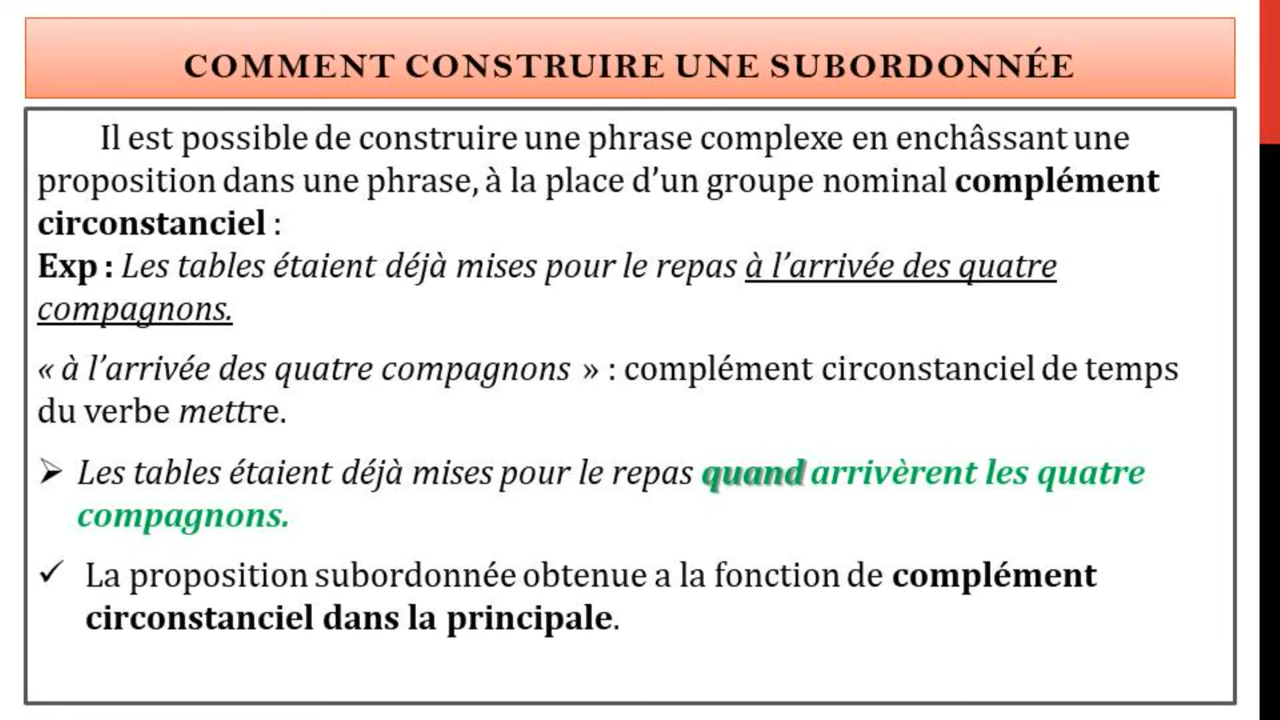 COMMENT CONSTRUIRE UNE SUBORDONNÉE
Il est possible de construire une phrase complexe en enchâssant une
proposition dans une phrase, à la place d’un groupe nominal complément
circonstanciel :
Exp : Les tables étaient déjà mises pour le repas à l’arrivée des quatre
compagnons.
« à l’arrivée des quatre compagnons » : complément circonstanciel de temps
du verbe mettre.
➢ Les tables étaient déjà mises pour le repas quand arrivèrent les quatre
compagnons.
✓ La proposition subordonnée obtenue a la fonction de complément
circonstanciel dans la principale.